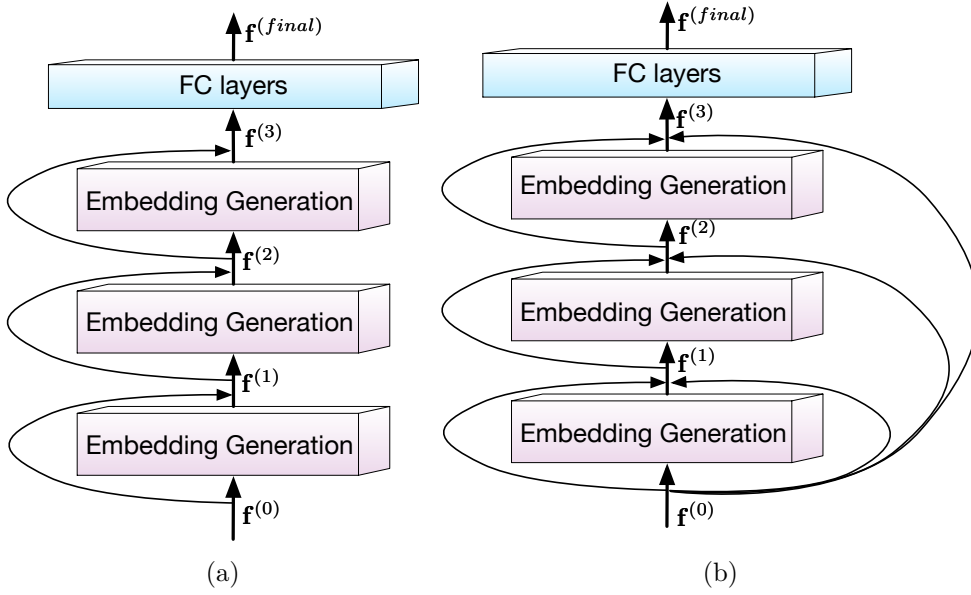 f^(final)
FC layers
f^(3)
Embedding Generation
f^(2)
Embedding Generation
f^(1)
Embedding Generation
f^(0)
(a)
f^(final)
FC layers
f^(3)
Embedding Generation
f^(2)
Embedding Generation
f^(1)
Embedding Generation
f^(0)
(b)